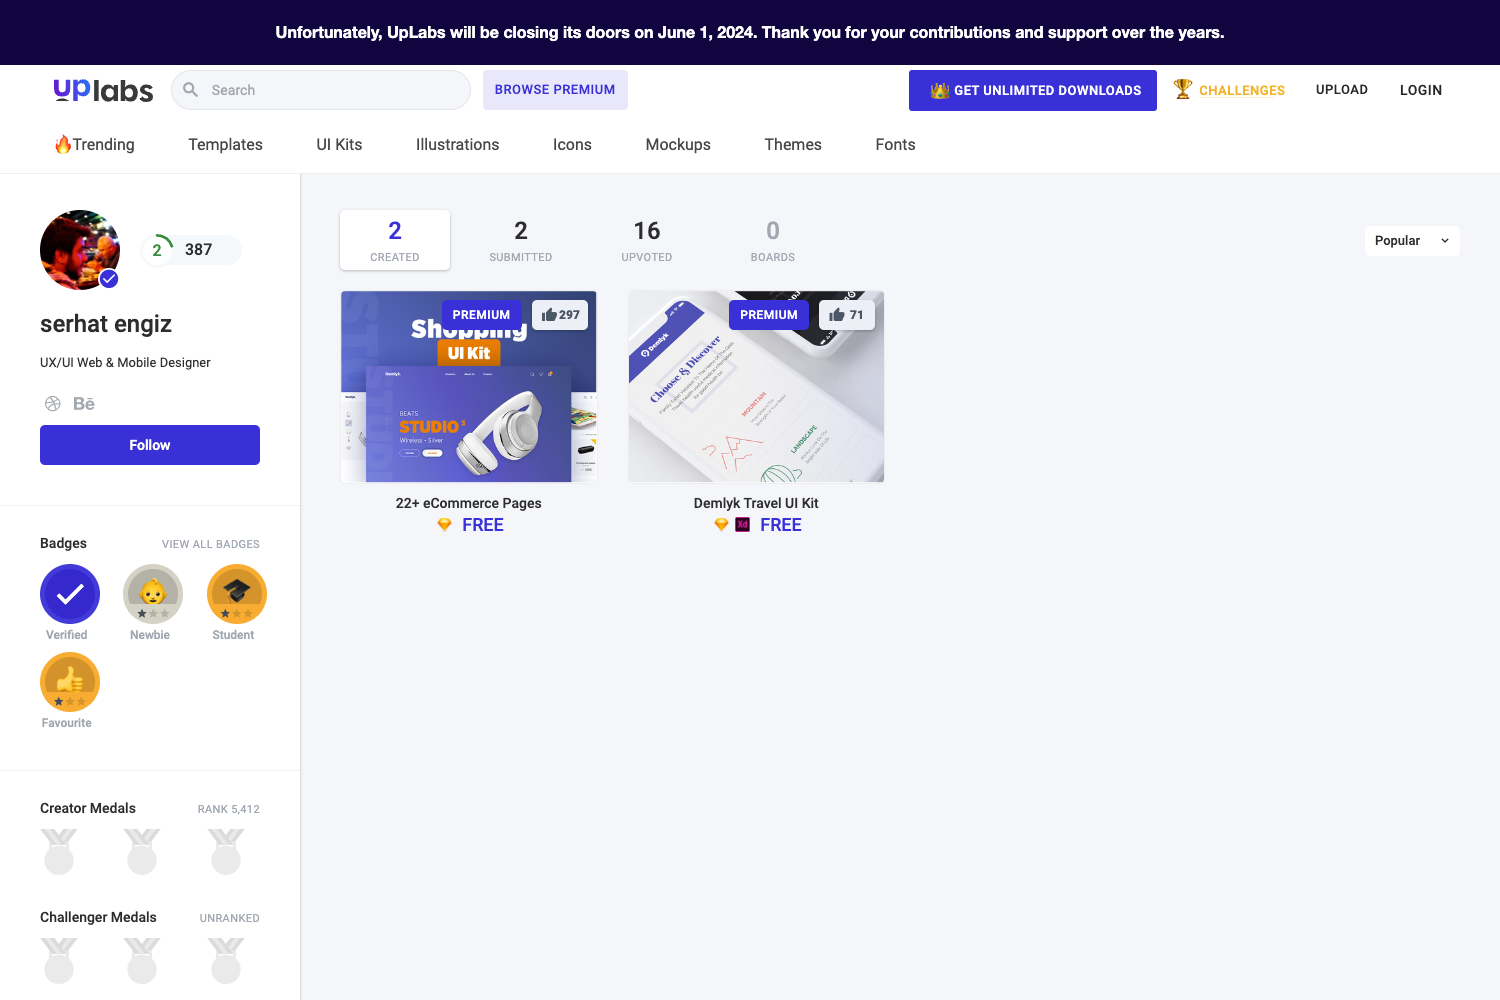 Unfortunately, UpLabs will be closing its doors on June 1, 2024. Thank you for your contributions and support over the years.
uplabs
Search
BROWSE PREMIUM
GET UNLIMITED DOWNLOADS
CHALLENGES
UPLOAD
LOGIN
Trending
Templates
UI Kits
Illustrations
Icons
Mockups
Themes
Fonts
2
387
serhat engiz
UX/UI Web & Mobile Designer
Bē
Follow
Badges
VIEW ALL BADGES
Verified
Newbie
Student
Favourite
Creator Medals
RANK 5,412
Challenger Medals
UNRANKED
2
CREATED
2
SUBMITTED
16
UPVOTED
0
BOARDS
Popular
PREMIUM
297
Shopping
UI Kit
Demlyk.
BEATS
STUDIO³
Wireless - Silver
22+ eCommerce Pages
FREE
PREMIUM
71
Demlyk
Choose & Discover
MOUNTAIN
LANDSCAPE
Demlyk Travel UI Kit
Xd
FREE